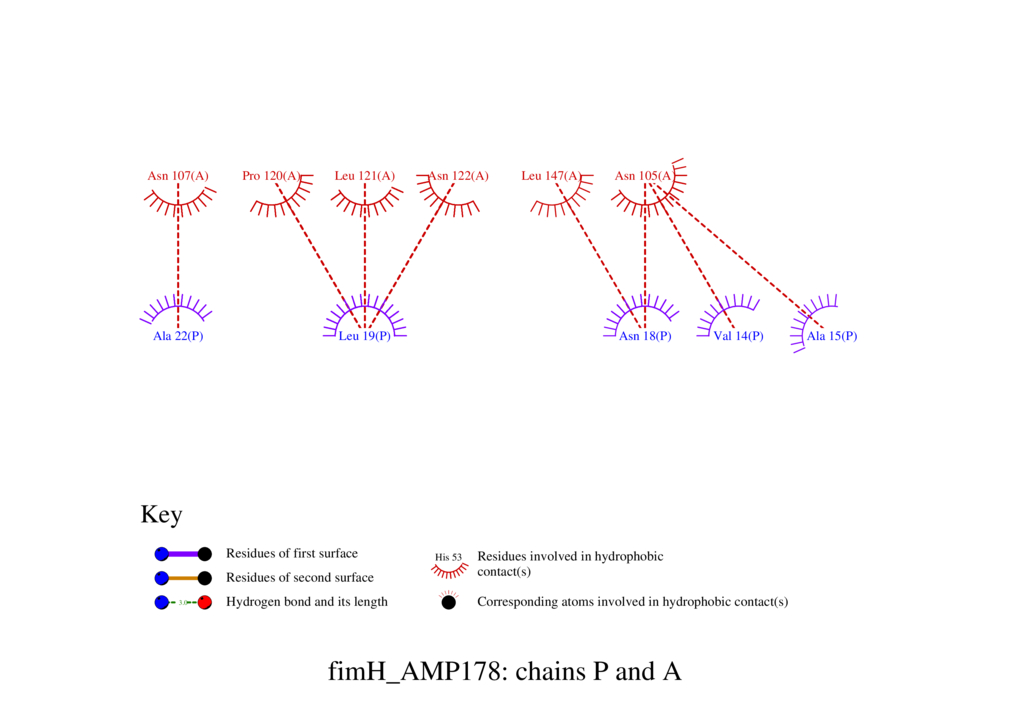 Asn 107(A) Pro 120(A) Leu 121(A) Asn 122(A) Leu 147(A) Asn 105(A)
Ala 22(P) Leu 19(P) Asn 18(P) Val 14(P) Ala 15(P)
Key
Residues of first surface
Residues of second surface
3.0
Hydrogen bond and its length
His 53
Residues involved in hydrophobic
contact(s)
Corresponding atoms involved in hydrophobic contact(s)
fimH_AMP178: chains P and A